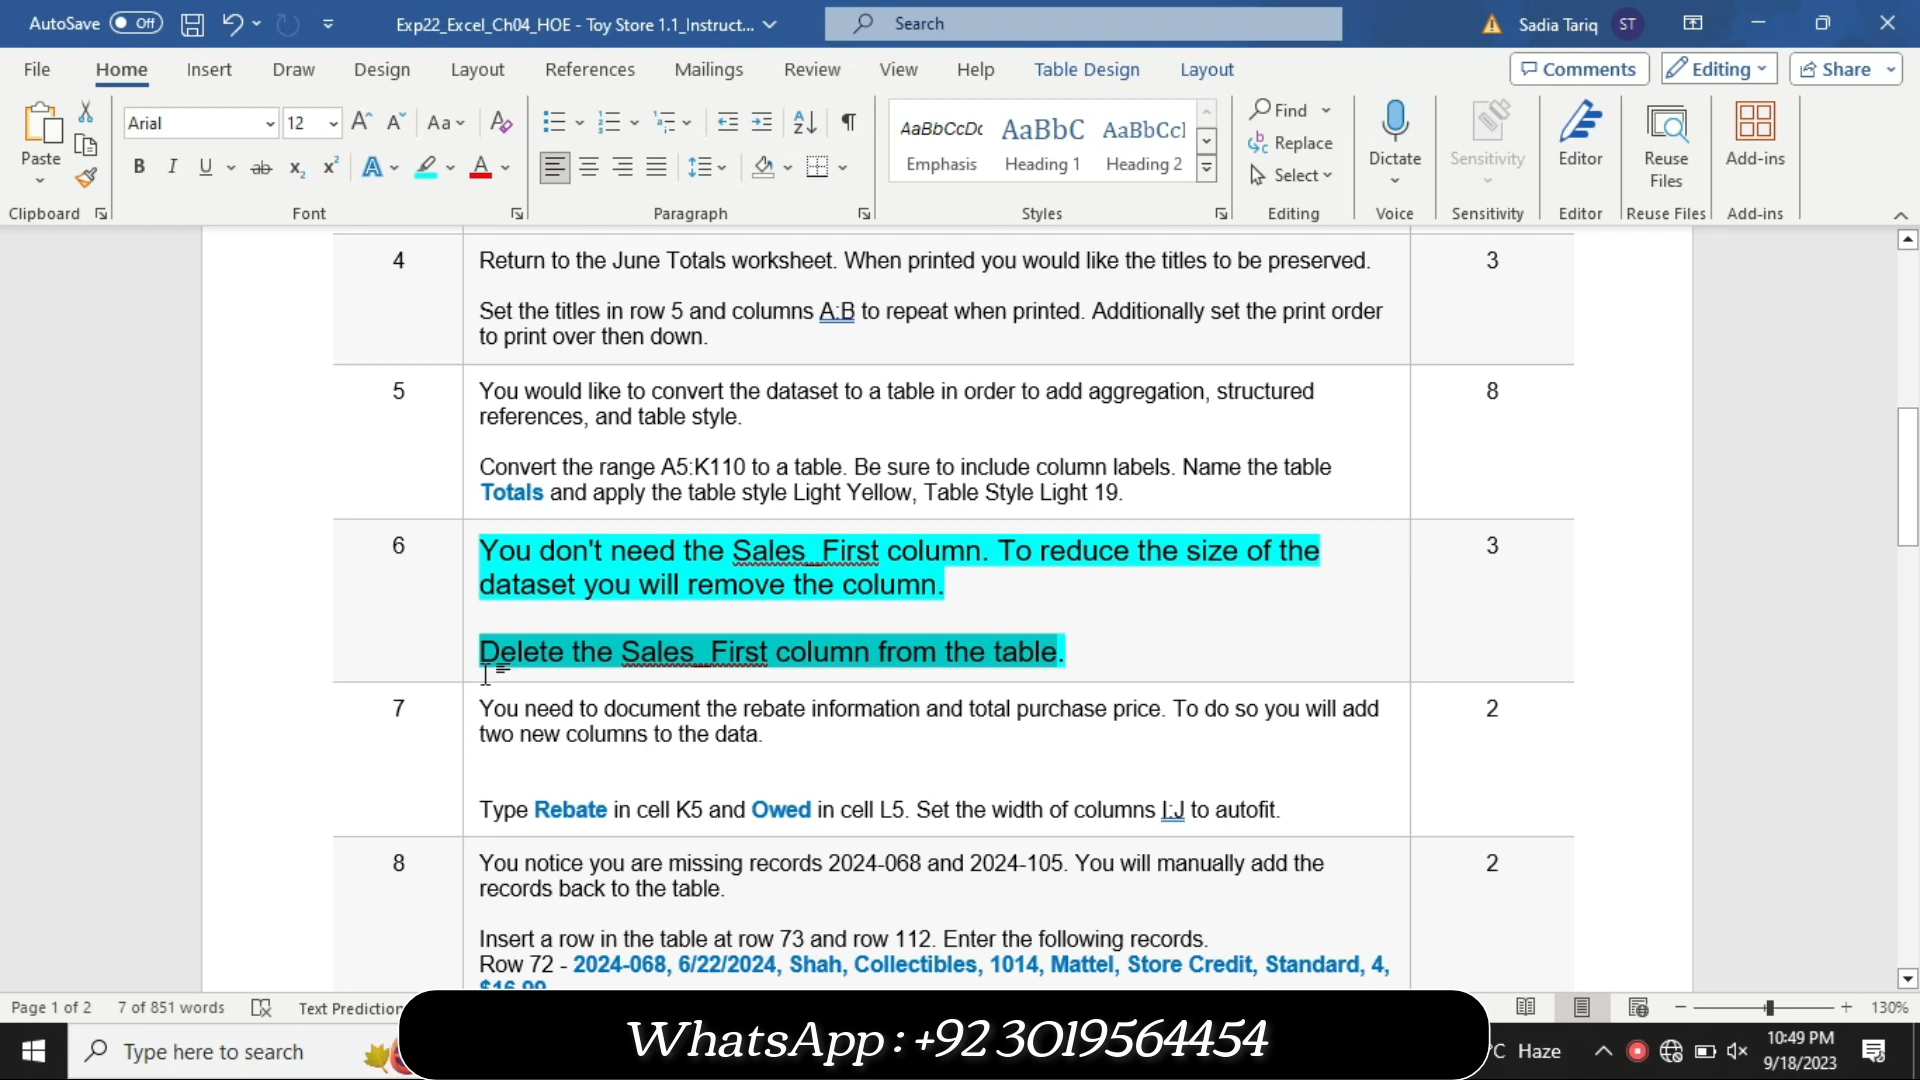 AutoSave Off
Exp22_Excel_Ch04_HOE - Toy Store 1.1_Instruct...
Search
Sadia Tariq ST
File Home Insert Draw Design Layout References Mailings Review View Help Table Design Layout
Comments Editing Share
Paste
Arial 12
Aa
AaBbCcDc AaBbC AaBbCcI
Emphasis Heading 1 Heading 2
Find
Replace
Select
Dictate
Sensitivity
Editor
Reuse Files
Add-ins
Clipboard Font Paragraph Styles Editing Voice Sensitivity Editor Reuse Files Add-ins
4 Return to the June Totals worksheet. When printed you would like the titles to be preserved. 3
Set the titles in row 5 and columns A:B to repeat when printed. Additionally set the print order
to print over then down.
5 You would like to convert the dataset to a table in order to add aggregation, structured 8
references, and table style.
Convert the range A5:K110 to a table. Be sure to include column labels. Name the table
Totals and apply the table style Light Yellow, Table Style Light 19.
6 You don't need the Sales_First column. To reduce the size of the 3
dataset you will remove the column.
Delete the Sales_First column from the table.
7 You need to document the rebate information and total purchase price. To do so you will add 2
two new columns to the data.
Type Rebate in cell K5 and Owed in cell L5. Set the width of columns I:J to autofit.
8 You notice you are missing records 2024-068 and 2024-105. You will manually add the 2
records back to the table.
Insert a row in the table at row 73 and row 112. Enter the following records.
Row 72 - 2024-068, 6/22/2024, Shah, Collectibles, 1014, Mattel, Store Credit, Standard, 4,
$16.99
Page 1 of 2 7 of 851 words Text Prediction
130%
WhatsApp : +92 3019564454
Type here to search
°C Haze
10:49 PM
9/18/2023